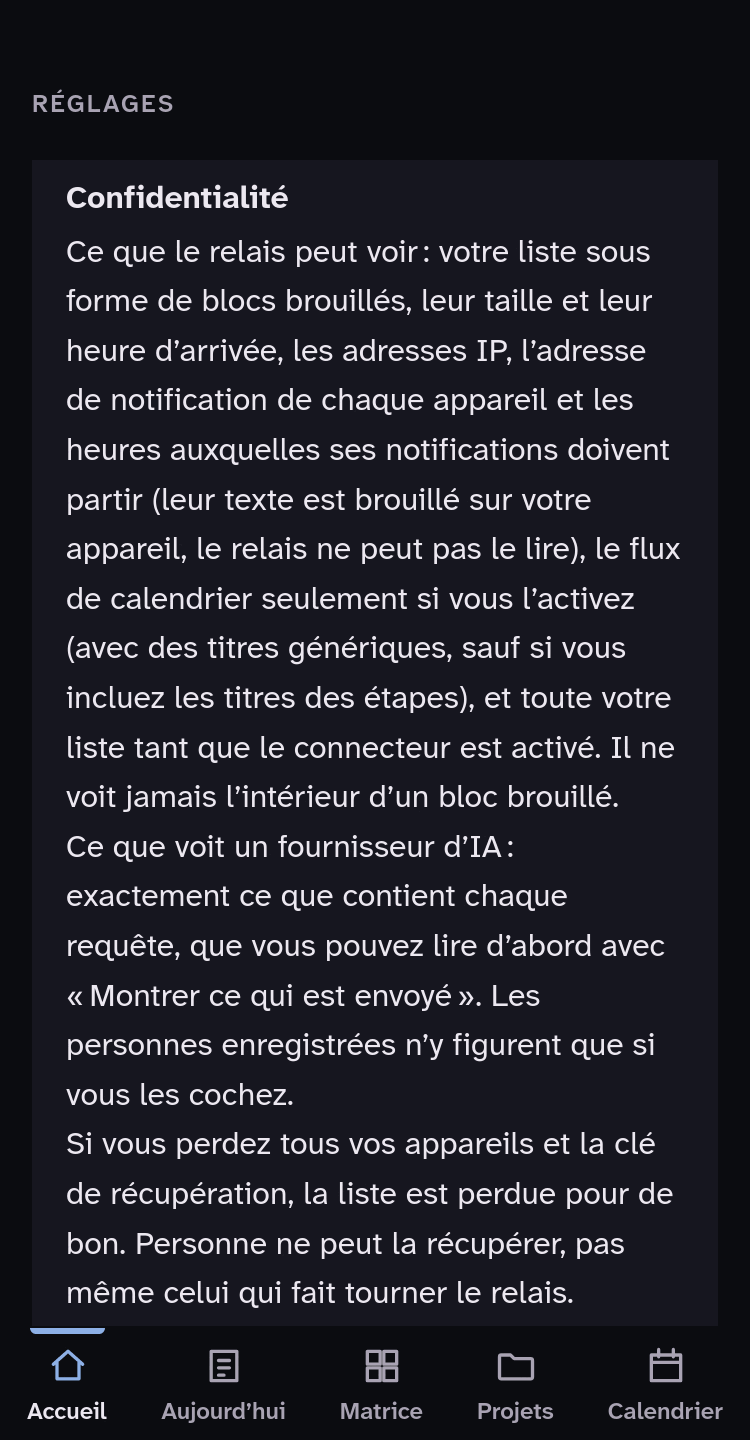 RÉGLAGES
Confidentialité
Ce que le relais peut voir : votre liste sous
forme de blocs brouillés, leur taille et leur
heure d’arrivée, les adresses IP, l’adresse
de notification de chaque appareil et les
heures auxquelles ses notifications doivent
partir (leur texte est brouillé sur votre
appareil, le relais ne peut pas le lire), le flux
de calendrier seulement si vous l’activez
(avec des titres génériques, sauf si vous
incluez les titres des étapes), et toute votre
liste tant que le connecteur est activé. Il ne
voit jamais l’intérieur d’un bloc brouillé.
Ce que voit un fournisseur d’IA :
exactement ce que contient chaque
requête, que vous pouvez lire d’abord avec
« Montrer ce qui est envoyé ». Les
personnes enregistrées n’y figurent que si
vous les cochez.
Si vous perdez tous vos appareils et la clé
de récupération, la liste est perdue pour de
bon. Personne ne peut la récupérer, pas
même celui qui fait tourner le relais.
Accueil Aujourd’hui Matrice Projets Calendrier